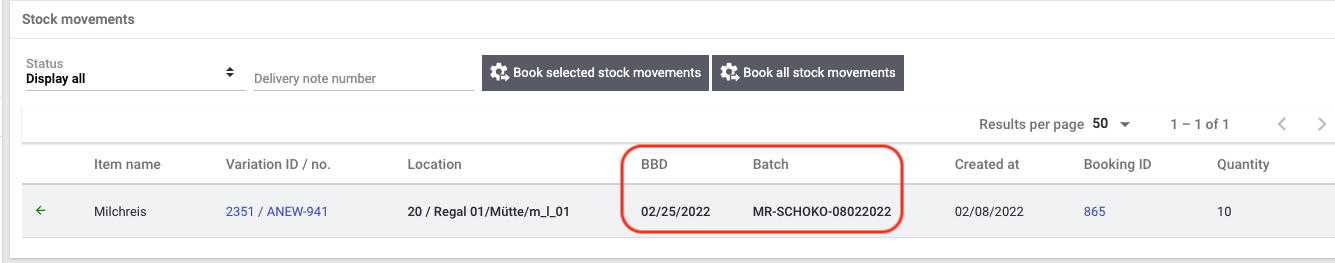 Stock movements
Status
Display all
Delivery note number
Book selected stock movements
Book all stock movements
Results per page 50
1 – 1 of 1
Item name Variation ID / no. Location BBD Batch Created at Booking ID Quantity
Milchreis 2351 / ANEW-941 20 / Regal 01/Mütte/m_l_01 02/25/2022 MR-SCHOKO-08022022 02/08/2022 865 10